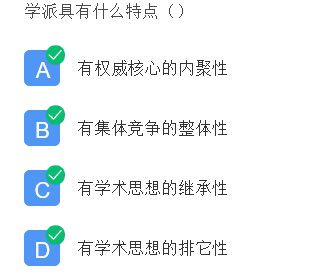 学派具有什么特点（）
A 有权威核心的内聚性
B 有集体竞争的整体性
C 有学术思想的继承性
D 有学术思想的排它性